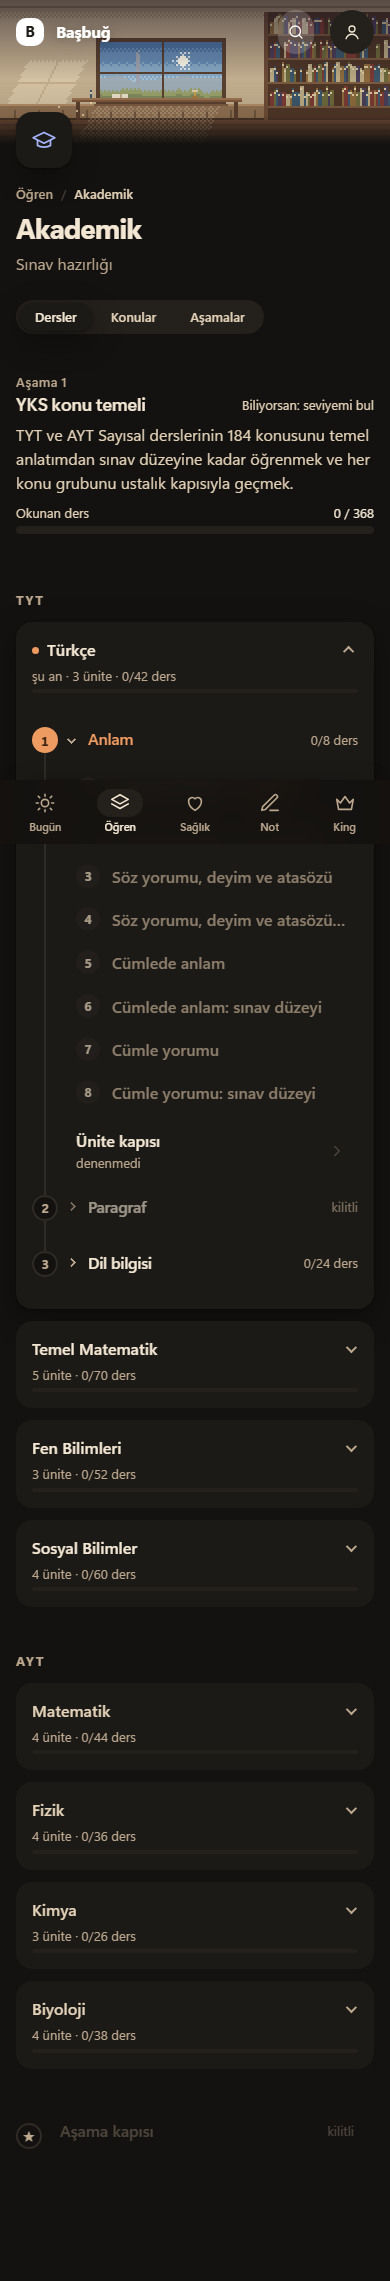 B Başbuğ
Öğren / Akademik
Akademik
Sınav hazırlığı
Dersler Konular Aşamalar
Aşama 1
YKS konu temeli Biliyorsan: seviyemi bul
TYT ve AYT Sayısal derslerinin 184 konusunu temel
anlatımdan sınav düzeyine kadar öğrenmek ve her
konu grubunu ustalık kapısıyla geçmek.
Okunan ders 0 / 368
TYT
Türkçe
şu an · 3 ünite · 0/42 ders
1 Anlam 0/8 ders
Bugün Öğren Sağlık Not King
3 Söz yorumu, deyim ve atasözü
4 Söz yorumu, deyim ve atasözü...
5 Cümlede anlam
6 Cümlede anlam: sınav düzeyi
7 Cümle yorumu
8 Cümle yorumu: sınav düzeyi
Ünite kapısı
denenmedi
2 Paragraf kilitli
3 Dil bilgisi 0/24 ders
Temel Matematik
5 ünite · 0/70 ders
Fen Bilimleri
3 ünite · 0/52 ders
Sosyal Bilimler
4 ünite · 0/60 ders
AYT
Matematik
4 ünite · 0/44 ders
Fizik
4 ünite · 0/36 ders
Kimya
3 ünite · 0/26 ders
Biyoloji
4 ünite · 0/38 ders
Aşama kapısı kilitli